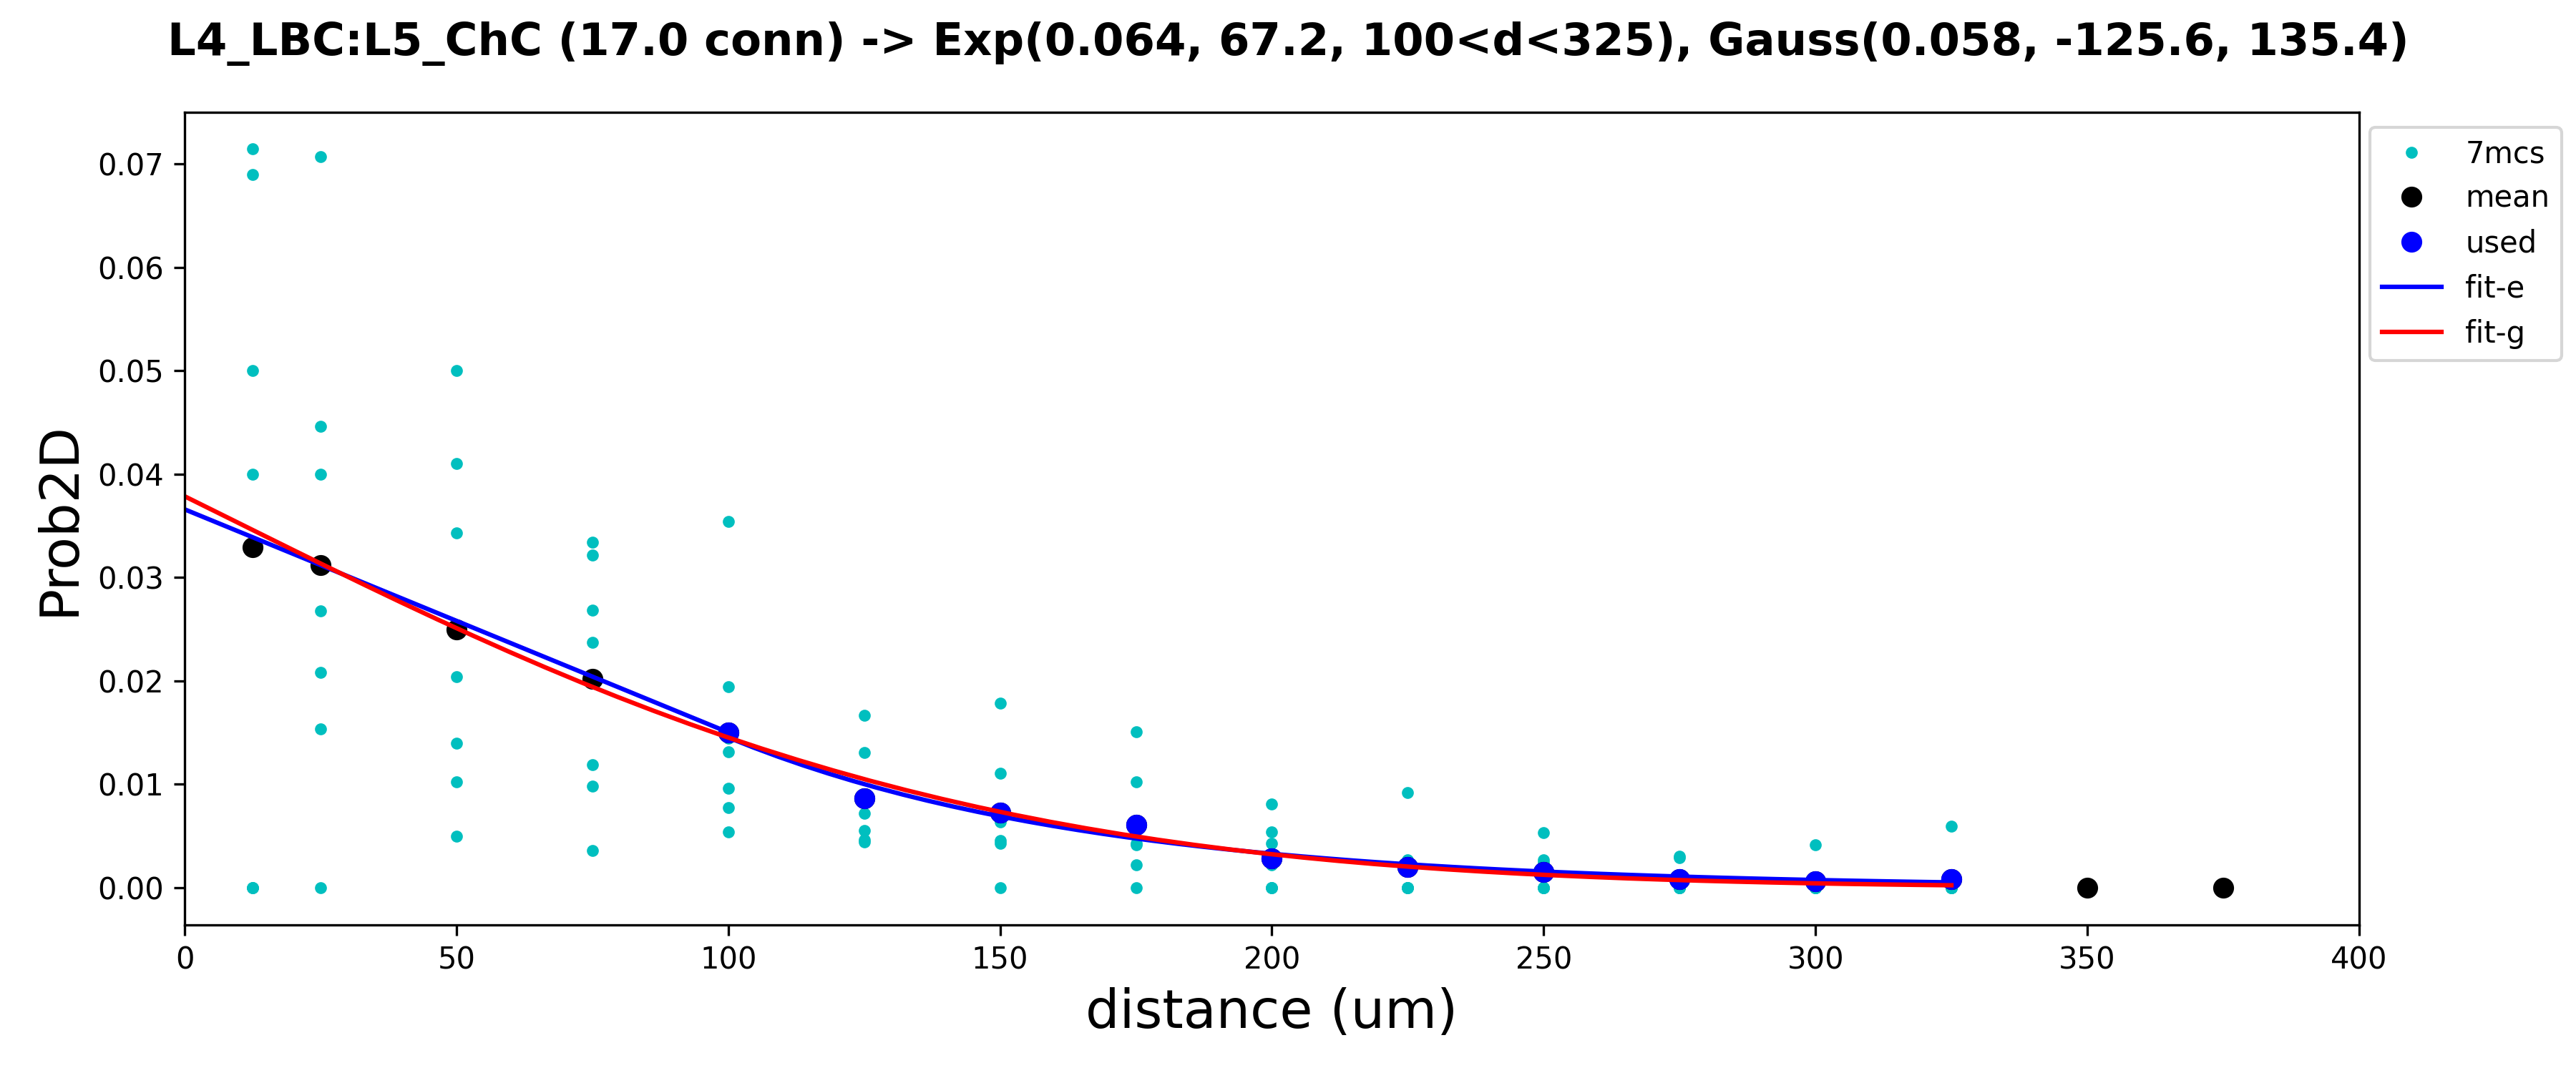 L4_LBC:L5_ChC (17.0 conn) -> Exp(0.064, 67.2, 100<d<325), Gauss(0.058, -125.6, 135.4)
7mcs
mean
used
fit-e
fit-g
Prob2D
0.07
0.06
0.05
0.04
0.03
0.02
0.01
0.00
0 50 100 150 200 250 300 350 400
distance (um)